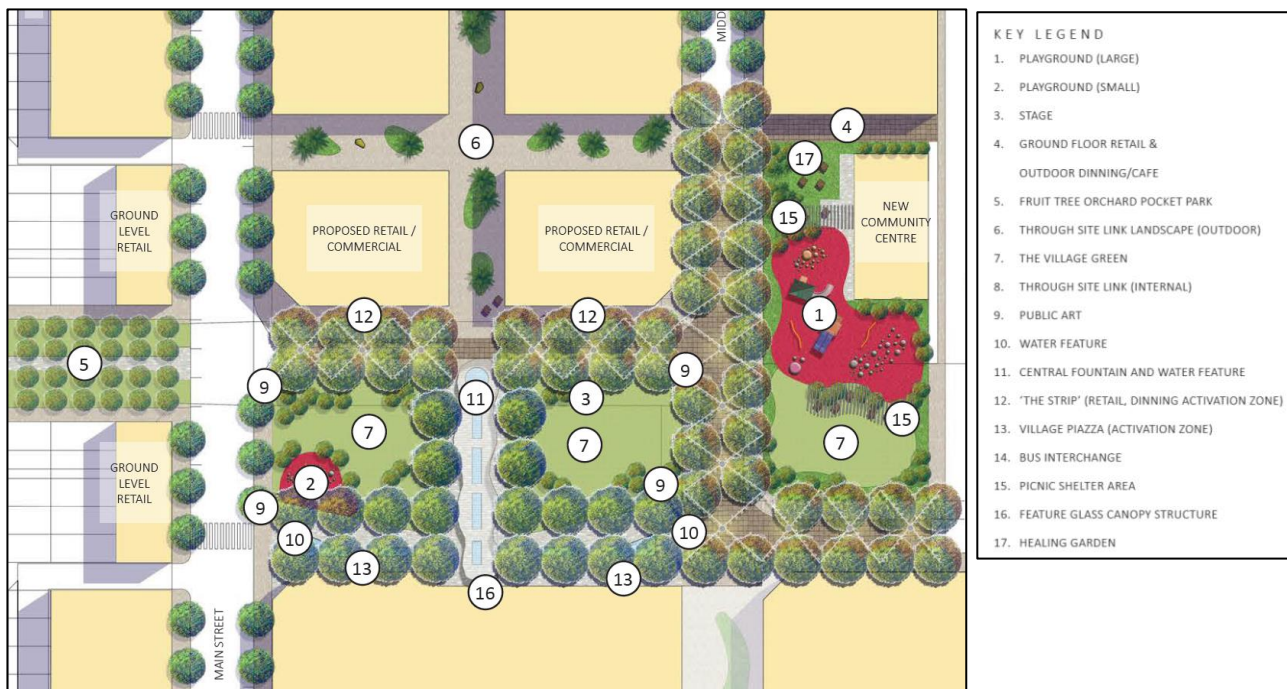 MIDD
4
6
17
GROUND
LEVEL
RETAIL
PROPOSED RETAIL /
COMMERCIAL
PROPOSED RETAIL /
COMMERCIAL
15
NEW
COMMUNITY
CENTRE
12
12
1
5
9
11
3
9
7
7
15
7
GROUND
LEVEL
RETAIL
2
9
9
10
10
13
13
16
MAIN STREET
KEY LEGEND
1. PLAYGROUND (LARGE)
2. PLAYGROUND (SMALL)
3. STAGE
4. GROUND FLOOR RETAIL &
OUTDOOR DINNING/CAFE
5. FRUIT TREE ORCHARD POCKET PARK
6. THROUGH SITE LINK LANDSCAPE (OUTDOOR)
7. THE VILLAGE GREEN
8. THROUGH SITE LINK (INTERNAL)
9. PUBLIC ART
10. WATER FEATURE
11. CENTRAL FOUNTAIN AND WATER FEATURE
12. 'THE STRIP' (RETAIL, DINNING ACTIVATION ZONE)
13. VILLAGE PIAZZA (ACTIVATION ZONE)
14. BUS INTERCHANGE
15. PICNIC SHELTER AREA
16. FEATURE GLASS CANOPY STRUCTURE
17. HEALING GARDEN